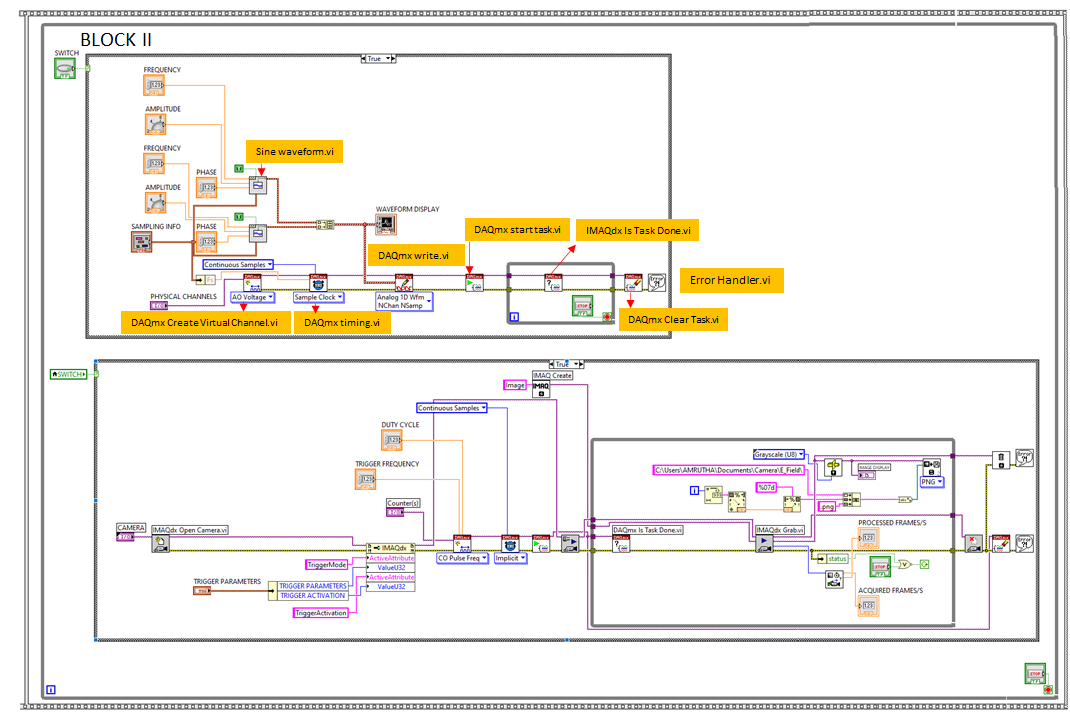 BLOCK II
SWITCH
True
FREQUENCY
AMPLITUDE
Sine waveform.vi
FREQUENCY
PHASE
AMPLITUDE
WAVEFORM DISPLAY
SAMPLING INFO
PHASE
DAQmx start task.vi
IMAQdx Is Task Done.vi
DAQmx write.vi
Continuous Samples
Error Handler.vi
PHYSICAL CHANNELS
AO Voltage
Sample Clock
Analog 1D Wfm
NChan NSamp
STOP
DAQmx Create Virtual Channel.vi
DAQmx timing.vi
DAQmx Clear Task.vi
True
SWITCH
IMAQ Create
Image
IMAQ
Continuous Samples
DUTY CYCLE
TRIGGER FREQUENCY
Grayscale (U8)
C:\Users\AMRUTHA\Documents\Camera\E_Field\
IMAGE DISPLAY
PNG
%07d
.png
Counter(s)
CAMERA
IMAQdx Open Camera.vi
DAQmx Is Task Done.vi
IMAQdx Grab.vi
PROCESSED FRAMES/S
IMAQdx
CO Pulse Freq
Implicit
TriggerMode
ActiveAttribute
ValueU32
status
STOP
TRIGGER PARAMETERS
TRIGGER PARAMETERS
TRIGGER ACTIVATION
ActiveAttribute
ValueU32
TriggerActivation
ACQUIRED FRAMES/S
STOP